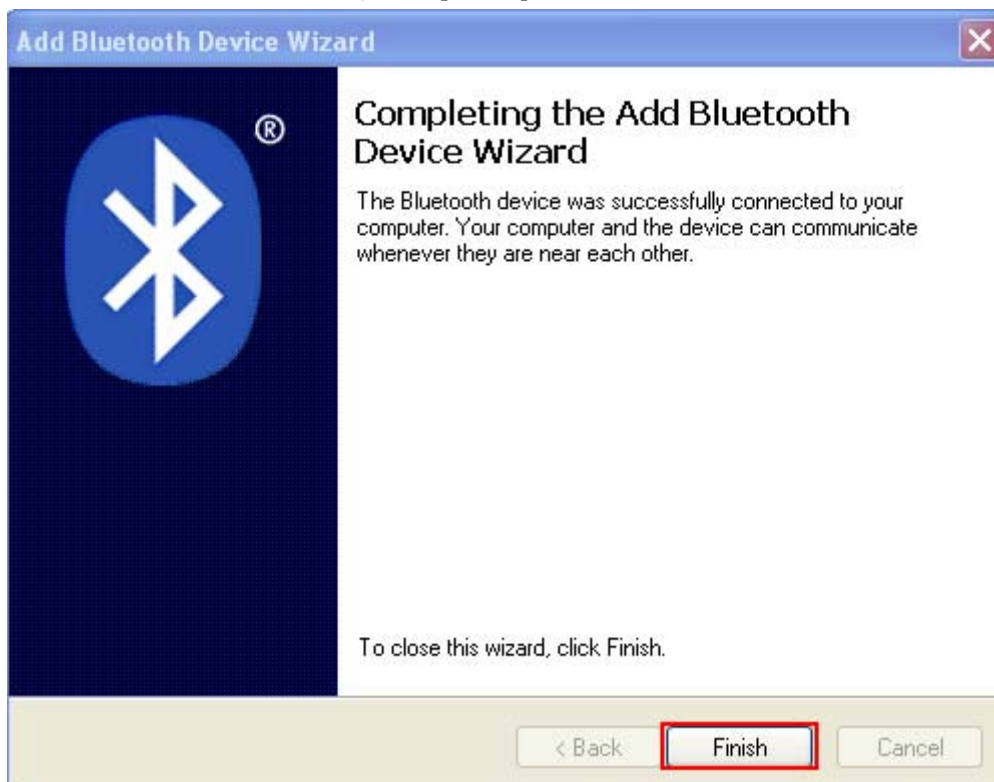 Add Bluetooth Device Wizard
®
Completing the Add Bluetooth
Device Wizard
The Bluetooth device was successfully connected to your
computer. Your computer and the device can communicate
whenever they are near each other.
To close this wizard, click Finish.
< Back Finish Cancel